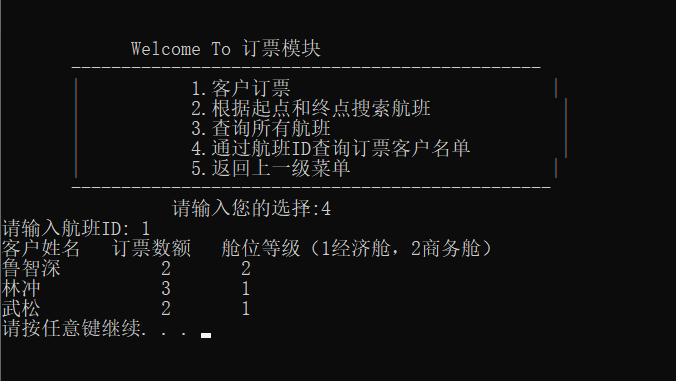 Welcome To 订票模块
-----------------------------------------------
| 1.客户订票 |
| 2.根据起点和终点搜索航班 |
| 3.查询所有航班 |
| 4.通过航班ID查询订票客户名单 |
| 5.返回上一级菜单 |
------------------------------------------------
请输入您的选择:4
请输入航班ID: 1
客户姓名 订票数额 舱位等级（1经济舱，2商务舱）
鲁智深 2 2
林冲 3 1
武松 2 1
请按任意键继续. . .